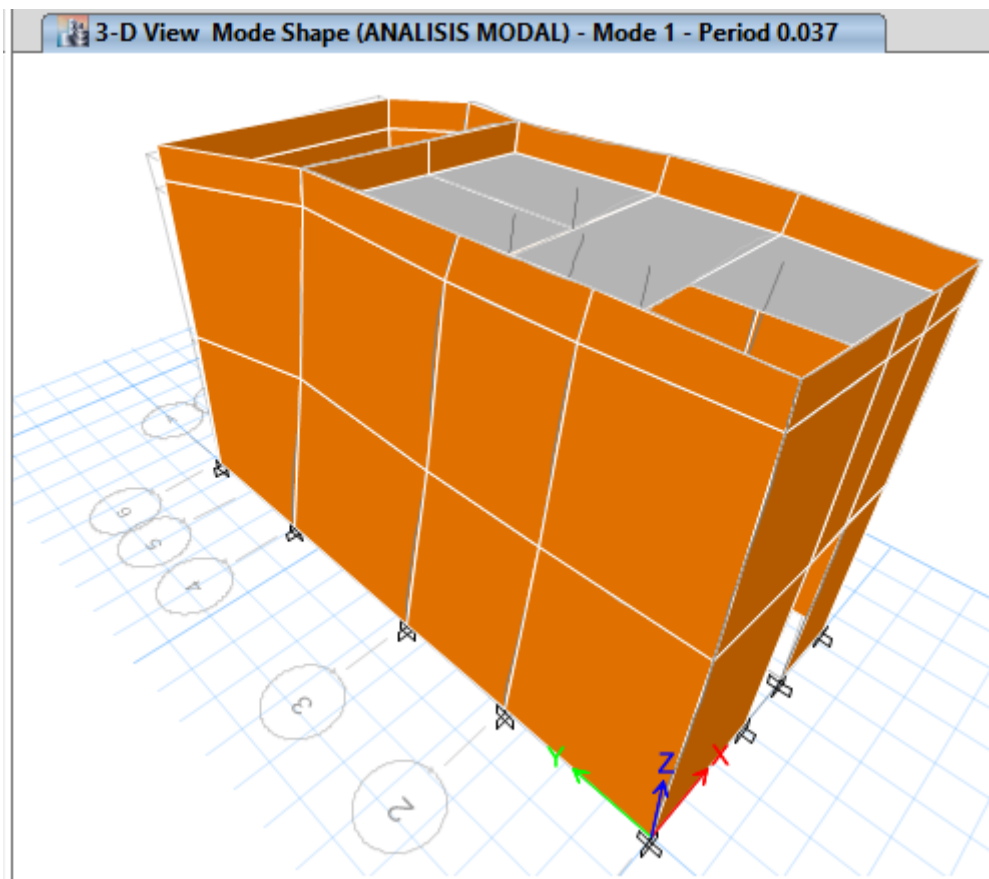 3-D View Mode Shape (ANALISIS MODAL) - Mode 1 - Period 0.037
6
5
4
3
2
Y
Z
X